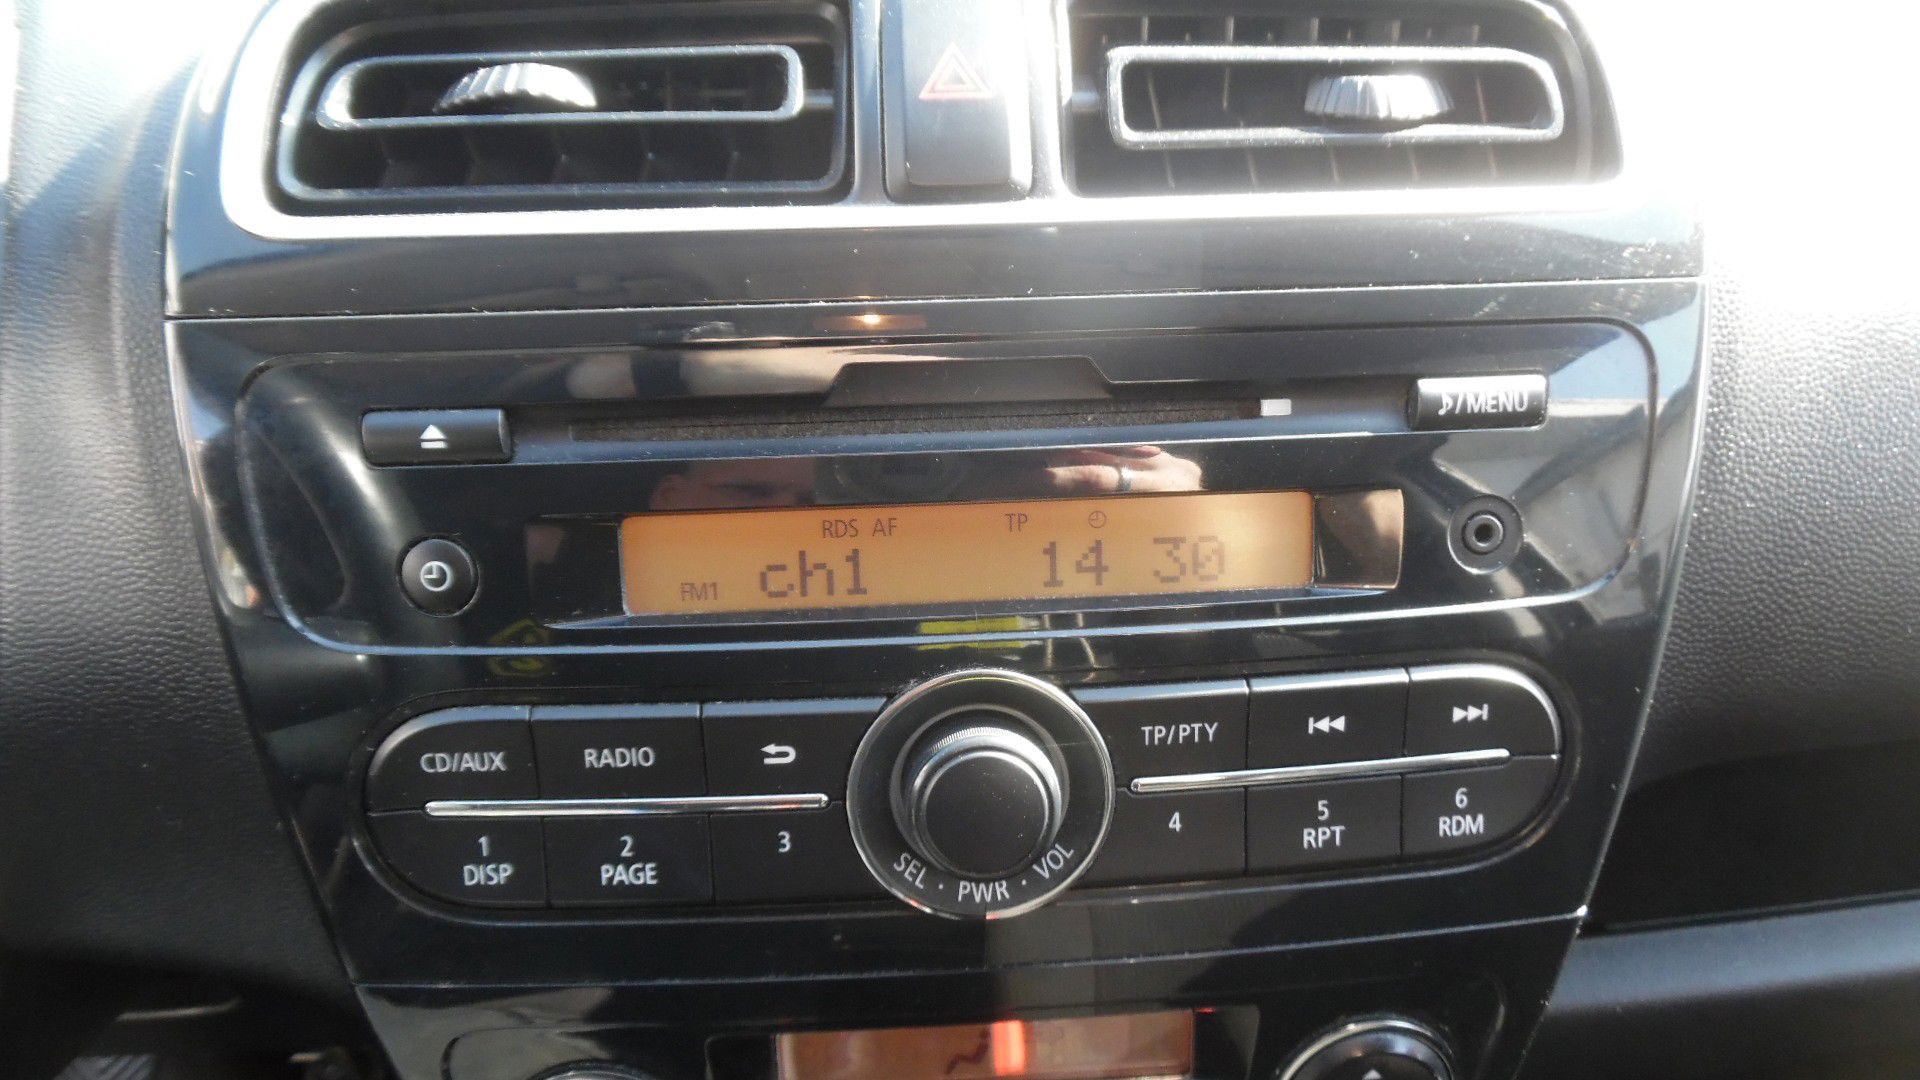 ♪/MENU
RDS AF TP
FM1 ch1 14 30
CD/AUX RADIO TP/PTY
1 2 3 4 5 6
DISP PAGE RPT RDM
SEL · PWR · VOL